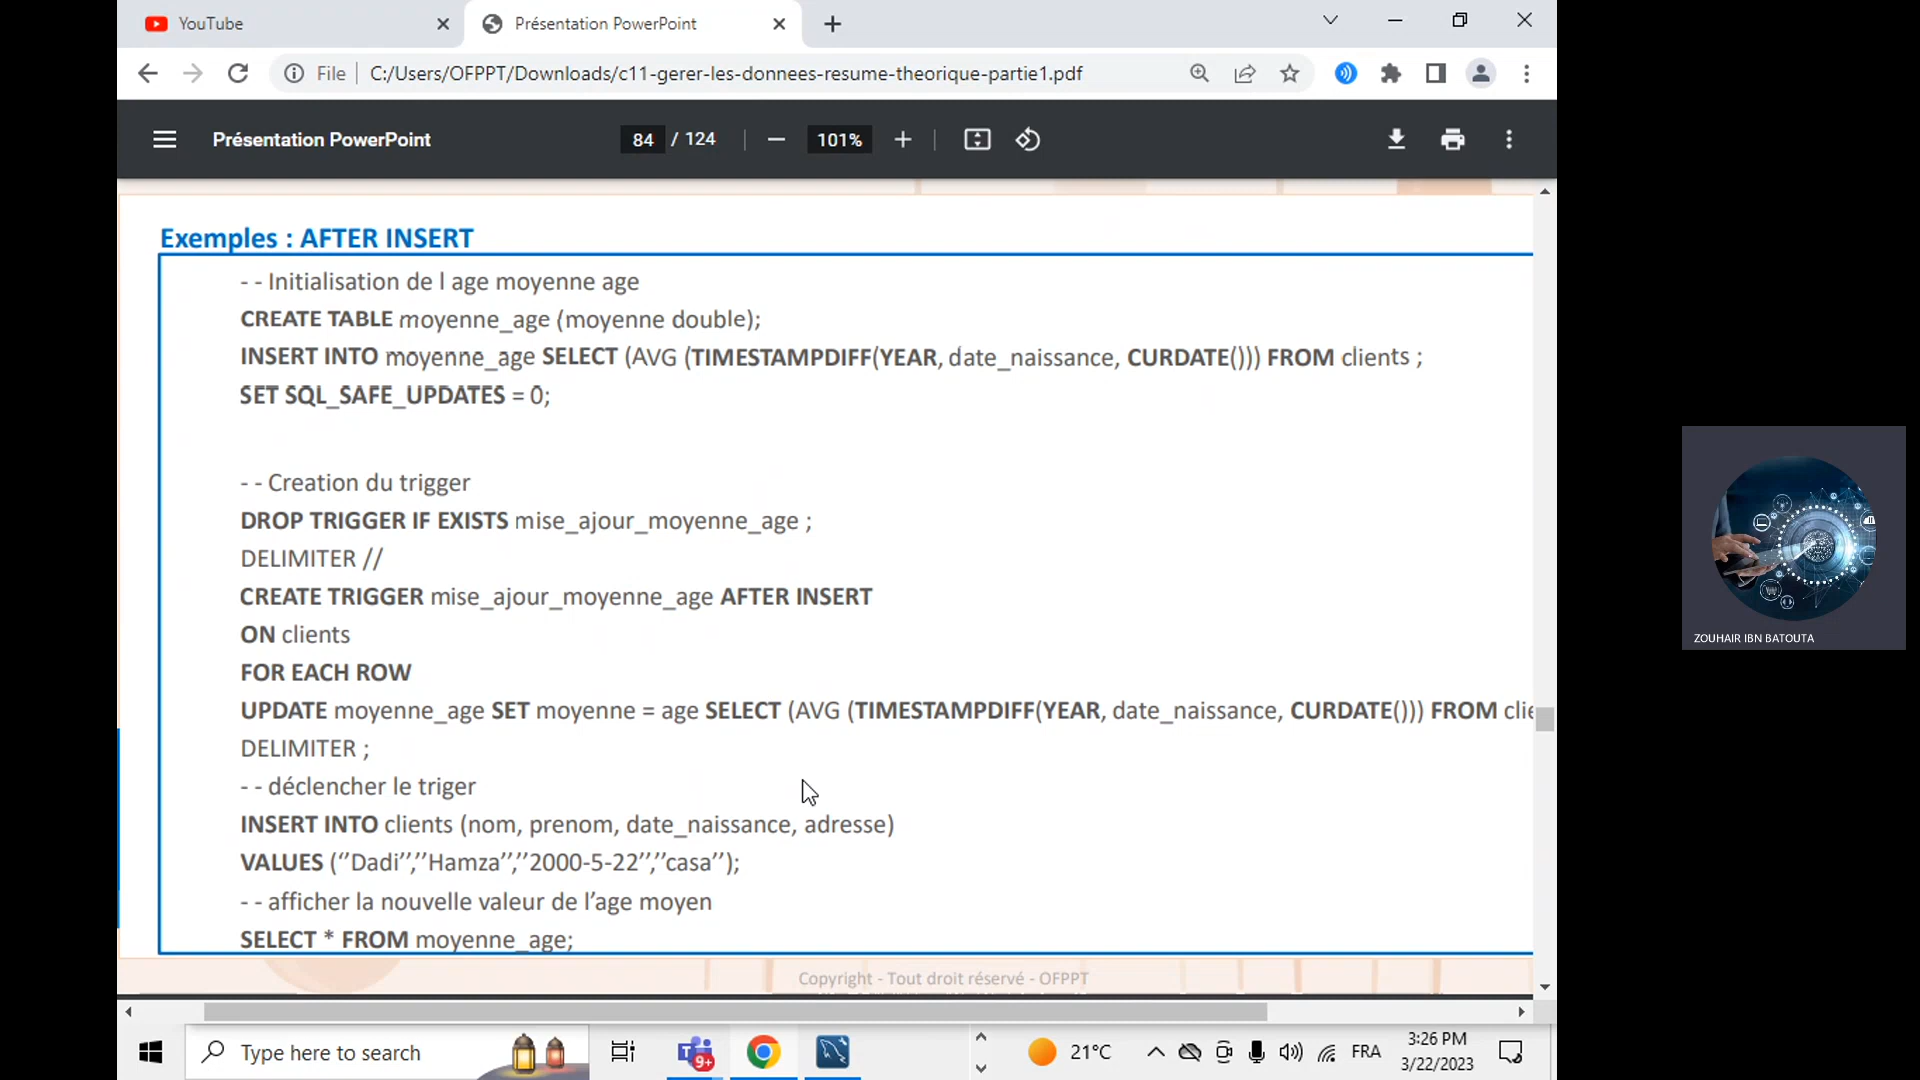 YouTube
Présentation PowerPoint
File
C:/Users/OFPPT/Downloads/c11-gerer-les-donnees-resume-theorique-partie1.pdf
Présentation PowerPoint
84 / 124
101%
Exemples : AFTER INSERT
- - Initialisation de l age moyenne age
CREATE TABLE moyenne_age (moyenne double);
INSERT INTO moyenne_age SELECT (AVG (TIMESTAMPDIFF(YEAR, date_naissance, CURDATE())) FROM clients ;
SET SQL_SAFE_UPDATES = 0;
- - Creation du trigger
DROP TRIGGER IF EXISTS mise_ajour_moyenne_age ;
DELIMITER //
CREATE TRIGGER mise_ajour_moyenne_age AFTER INSERT
ON clients
FOR EACH ROW
UPDATE moyenne_age SET moyenne = age SELECT (AVG (TIMESTAMPDIFF(YEAR, date_naissance, CURDATE())) FROM clie
DELIMITER ;
- - déclencher le triger
INSERT INTO clients (nom, prenom, date_naissance, adresse)
VALUES (‘’Dadi’’,’’Hamza’’,’’2000-5-22’’,’’casa’’);
- - afficher la nouvelle valeur de l’age moyen
SELECT * FROM moyenne_age;
Copyright - Tout droit réservé - OFPPT
ZOUHAIR IBN BATOUTA
Type here to search
9+
21°C
FRA
3:26 PM
3/22/2023